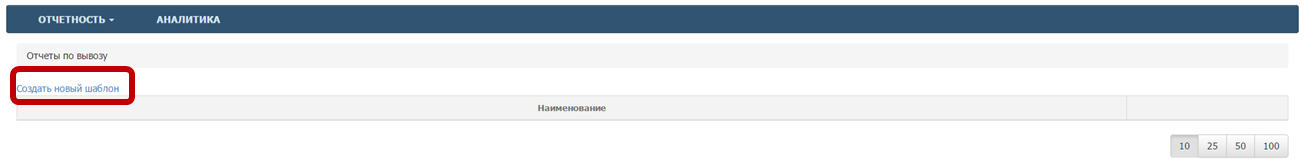 ОТЧЕТНОСТЬ АНАЛИТИКА
Отчеты по вывозу
Создать новый шаблон
Наименование
10 25 50 100